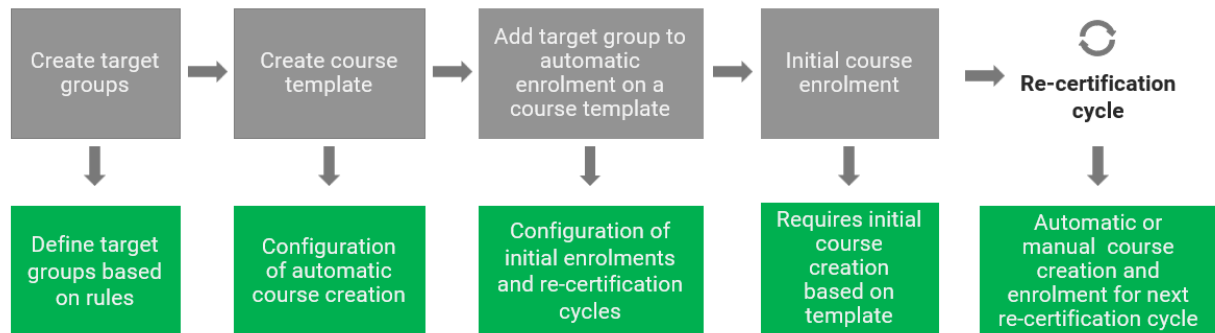 Create target
groups
Create course
template
Add target group to
automatic
enrolment on a
course template
Initial course
enrolment
Re-certification
cycle
Define target
groups based
on rules
Configuration
of automatic
course creation
Configuration of
initial enrolments
and re-certification
cycles
Requires initial
course
creation
based on
template
Automatic or
manual course
creation and
enrolment for next
re-certification cycle